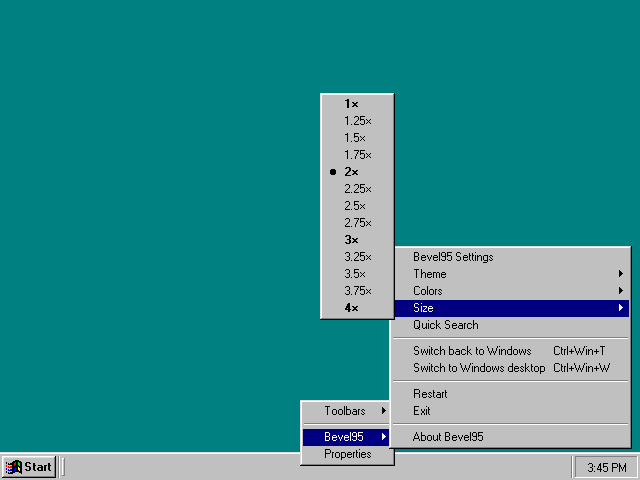 1×
1.25×
1.5×
1.75×
2×
2.25×
2.5×
2.75×
3×
3.25×
3.5×
3.75×
4×
Bevel95 Settings
Theme
Colors
Size
Quick Search
Switch back to Windows Ctrl+Win+T
Switch to Windows desktop Ctrl+Win+W
Restart
Exit
About Bevel95
Toolbars
Bevel95
Properties
Start
3:45 PM